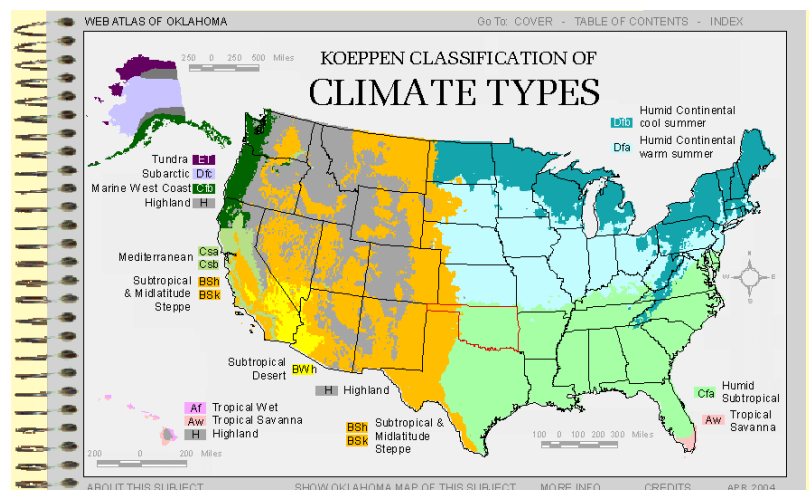 WEB ATLAS OF OKLAHOMA
Go To: COVER - TABLE OF CONTENTS - INDEX
250 0 250 500 Miles
KOEPPEN CLASSIFICATION OF
CLIMATE TYPES
Dfb Humid Continental
cool summer
Dfa Humid Continental
warm summer
Tundra ET
Subarctic Dfc
Marine West Coast Cfb
Highland H
Mediterranean Csa
Csb
Subtropical BSh
& Midlatitude BSk
Steppe
N
E
S
W
Subtropical BWh
Desert
H Highland
Af Tropical Wet
Aw Tropical Savanna
H Highland
BSh Subtropical &
BSk Midlatitude
Steppe
Cfa Humid
Subtropical
Aw Tropical
Savanna
200 0 200 Miles
100 0 100 200 300 Miles
ABOUT THIS SUBJECT
SHOW OKLAHOMA MAP OF THIS SUBJECT
MORE INFO
CREDITS
APR 2004